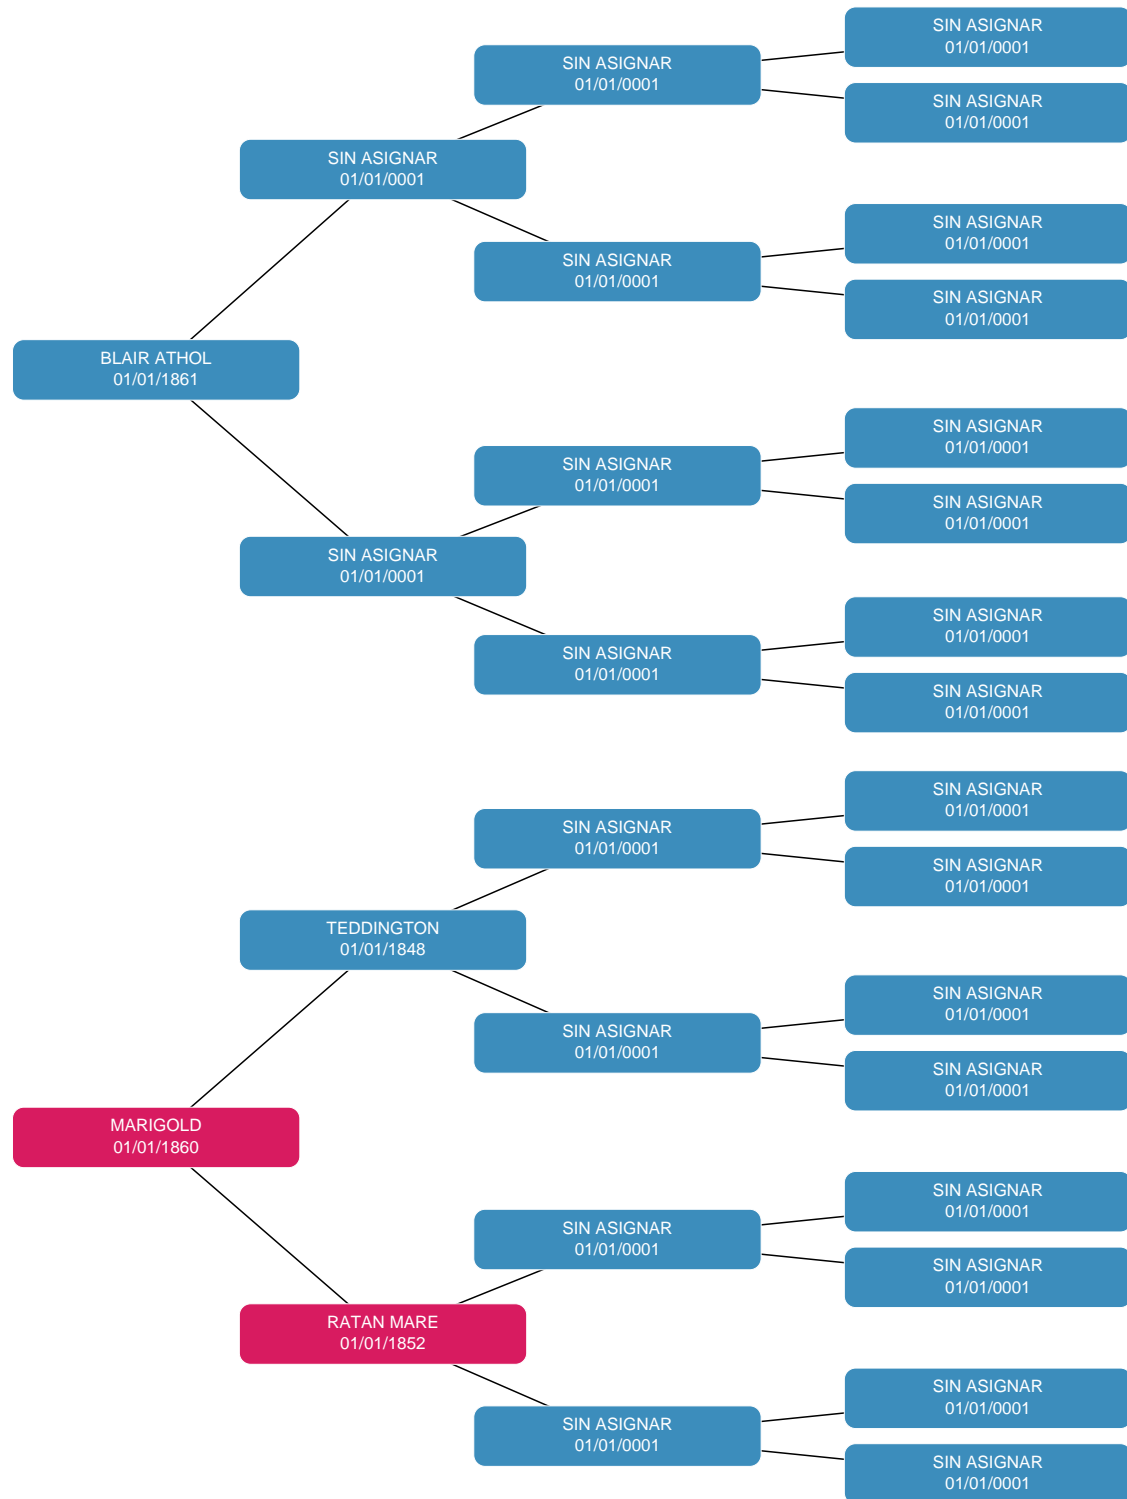 SIN ASIGNAR
01/01/0001
SIN ASIGNAR
01/01/0001
SIN ASIGNAR
01/01/0001
SIN ASIGNAR
01/01/0001
SIN ASIGNAR
01/01/0001
SIN ASIGNAR
01/01/0001
SIN ASIGNAR
01/01/0001
BLAIR ATHOL
01/01/1861
SIN ASIGNAR
01/01/0001
SIN ASIGNAR
01/01/0001
SIN ASIGNAR
01/01/0001
SIN ASIGNAR
01/01/0001
SIN ASIGNAR
01/01/0001
SIN ASIGNAR
01/01/0001
SIN ASIGNAR
01/01/0001
SIN ASIGNAR
01/01/0001
SIN ASIGNAR
01/01/0001
SIN ASIGNAR
01/01/0001
TEDDINGTON
01/01/1848
SIN ASIGNAR
01/01/0001
SIN ASIGNAR
01/01/0001
SIN ASIGNAR
01/01/0001
MARIGOLD
01/01/1860
SIN ASIGNAR
01/01/0001
SIN ASIGNAR
01/01/0001
SIN ASIGNAR
01/01/0001
RATAN MARE
01/01/1852
SIN ASIGNAR
01/01/0001
SIN ASIGNAR
01/01/0001
SIN ASIGNAR
01/01/0001